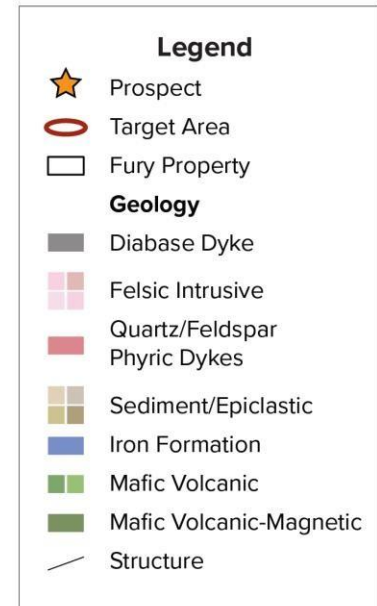 Legend
Prospect
Target Area
Fury Property
Geology
Diabase Dyke
Felsic Intrusive
Quartz/Feldspar
Phyric Dykes
Sediment/Epiclastic
Iron Formation
Mafic Volcanic
Mafic Volcanic-Magnetic
Structure